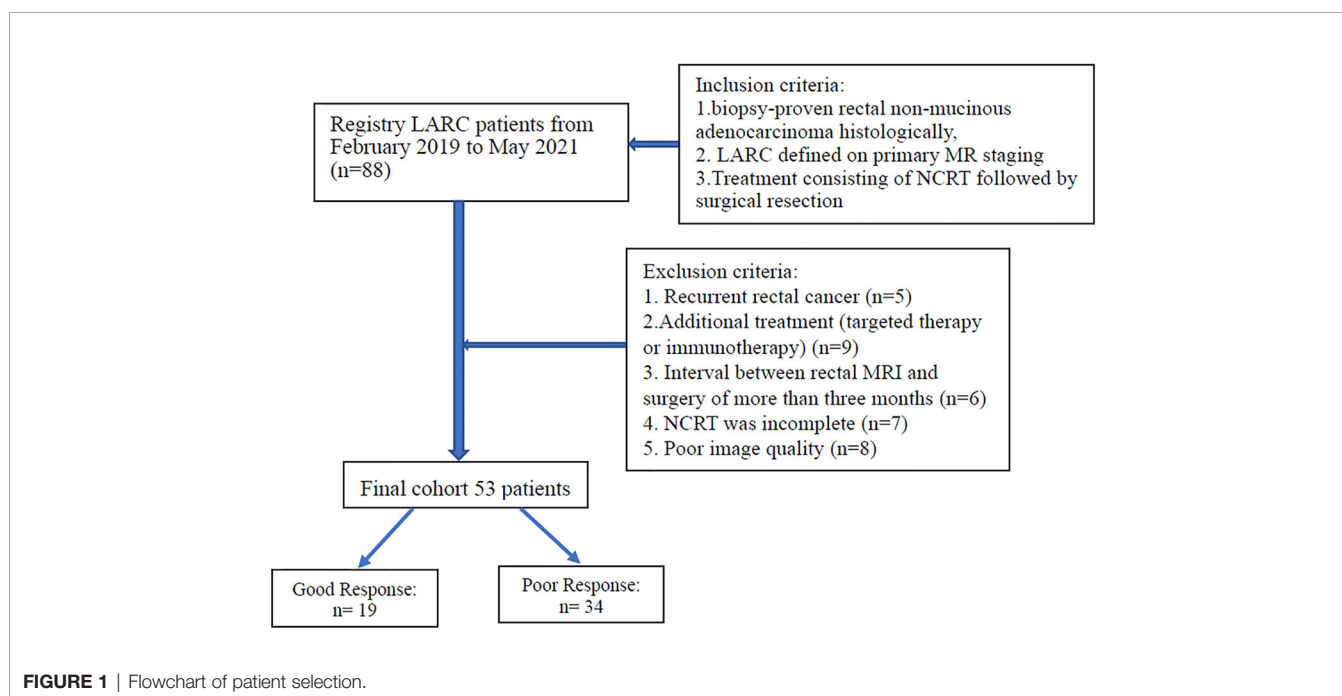 Inclusion criteria:
1.biopsy-proven rectal non-mucinous
adenocarcinoma histologically,
2. LARC defined on primary MR staging
3.Treatment consisting of NCRT followed by
surgical resection
Registry LARC patients from
February 2019 to May 2021
(n=88)
Exclusion criteria:
1. Recurrent rectal cancer (n=5)
2.Additional treatment (targeted therapy
or immunotherapy) (n=9)
3. Interval between rectal MRI and
surgery of more than three months (n=6)
4. NCRT was incomplete (n=7)
5. Poor image quality (n=8)
Final cohort 53 patients
Good Response:
n= 19
Poor Response:
n= 34
FIGURE 1 | Flowchart of patient selection.